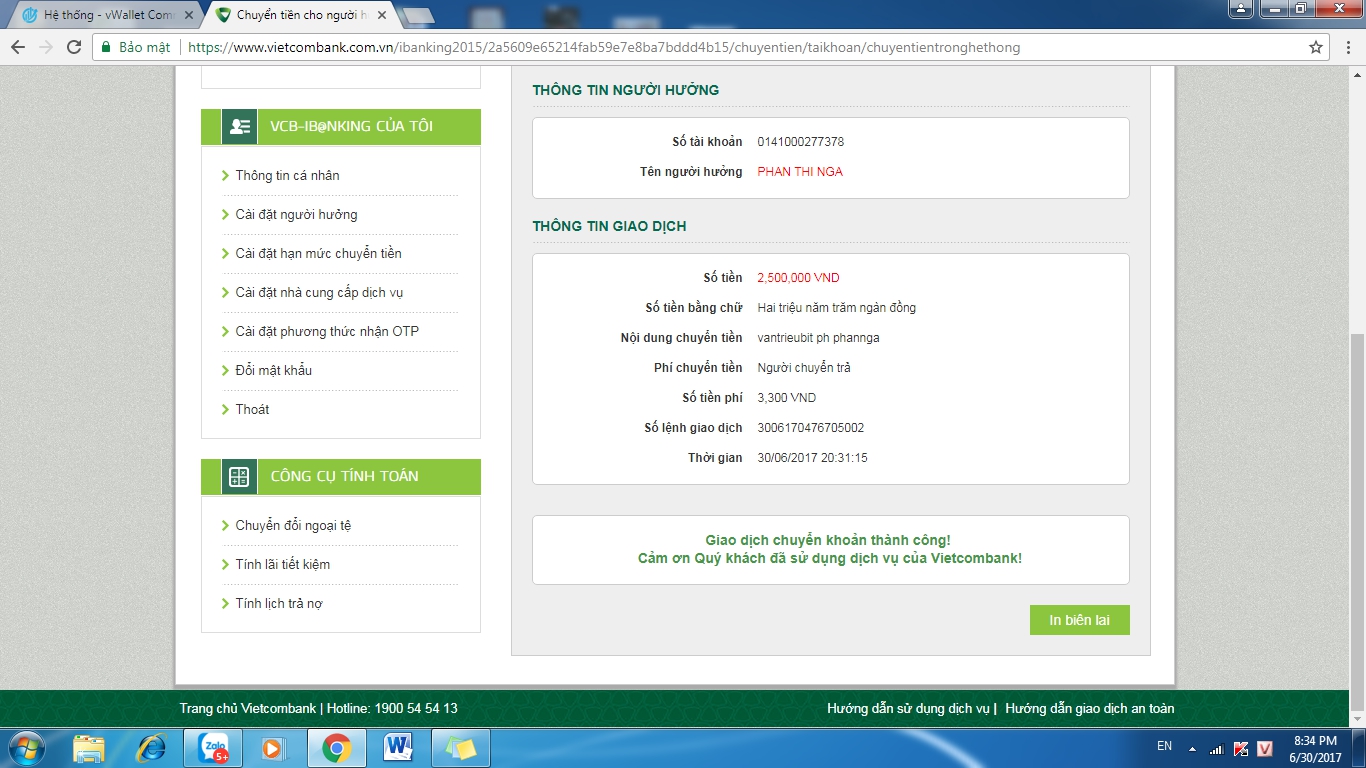 Hệ thống - vWallet Com
Chuyển tiền cho người h
Bảo mật
https://www.vietcombank.com.vn/ibanking2015/2a5609e65214fab59e7e8ba7bddd4b15/chuyentien/taikhoan/chuyentientronghethong
VCB-IB@NKING CỦA TÔI
Thông tin cá nhân
Cài đặt người hưởng
Cài đặt hạn mức chuyển tiền
Cài đặt nhà cung cấp dịch vụ
Cài đặt phương thức nhận OTP
Đổi mật khẩu
Thoát
CÔNG CỤ TÍNH TOÁN
Chuyển đổi ngoại tệ
Tính lãi tiết kiệm
Tính lịch trả nợ
THÔNG TIN NGƯỜI HƯỞNG
Số tài khoản 0141000277378
Tên người hưởng PHAN THI NGA
THÔNG TIN GIAO DỊCH
Số tiền 2,500,000 VND
Số tiền bằng chữ Hai triệu năm trăm ngàn đồng
Nội dung chuyển tiền vantrieubit ph phannga
Phí chuyển tiền Người chuyển trả
Số tiền phí 3,300 VND
Số lệnh giao dịch 3006170476705002
Thời gian 30/06/2017 20:31:15
Giao dịch chuyển khoản thành công!
Cảm ơn Quý khách đã sử dụng dịch vụ của Vietcombank!
In biên lai
Trang chủ Vietcombank | Hotline: 1900 54 54 13
Hướng dẫn sử dụng dịch vụ | Hướng dẫn giao dịch an toàn
Zalo
5+
EN
8:34 PM
6/30/2017